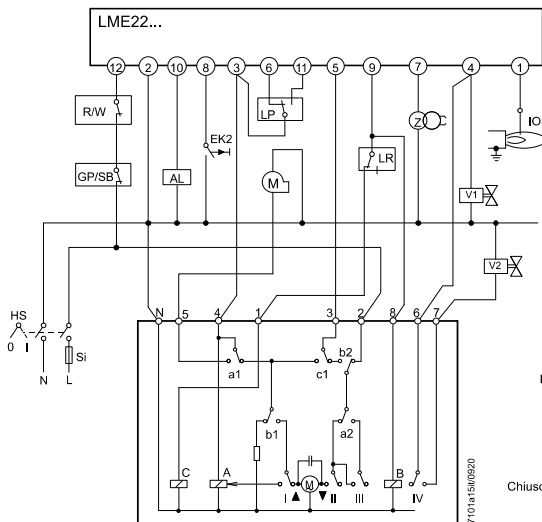 LME22...
12 2 10 8 3 6 11 5 9 7 4 1
R/W
LP
EK2
IO
Z
LR
GP/SB
AL
M
V1
V2
HS
0 I
Si
N L
N 5 4 1 3 2 8 6 7
a1 c1 b2
b1 a2
C A B
I M II III IV
Chiuso
7101a15it/0920